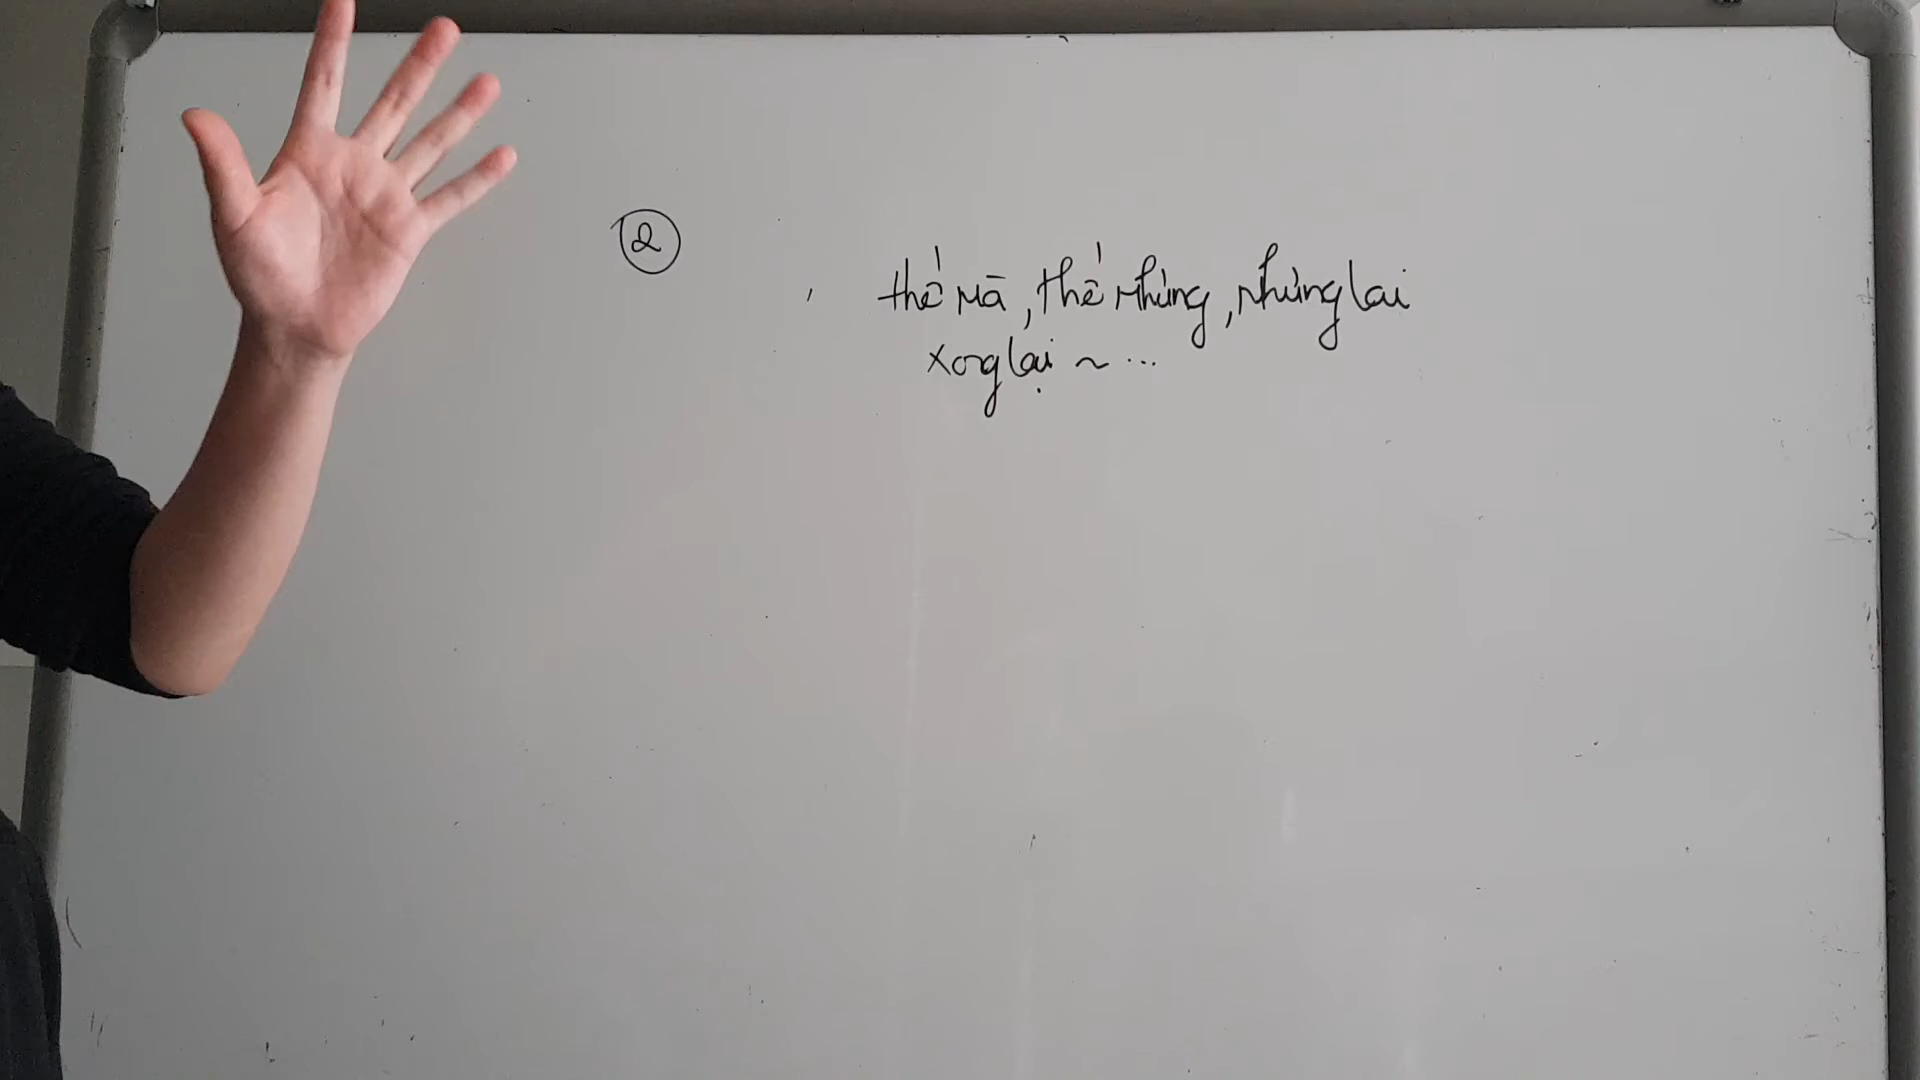 ②
thế mà, thế nhưng, nhưng lại
xong lại ~ ...